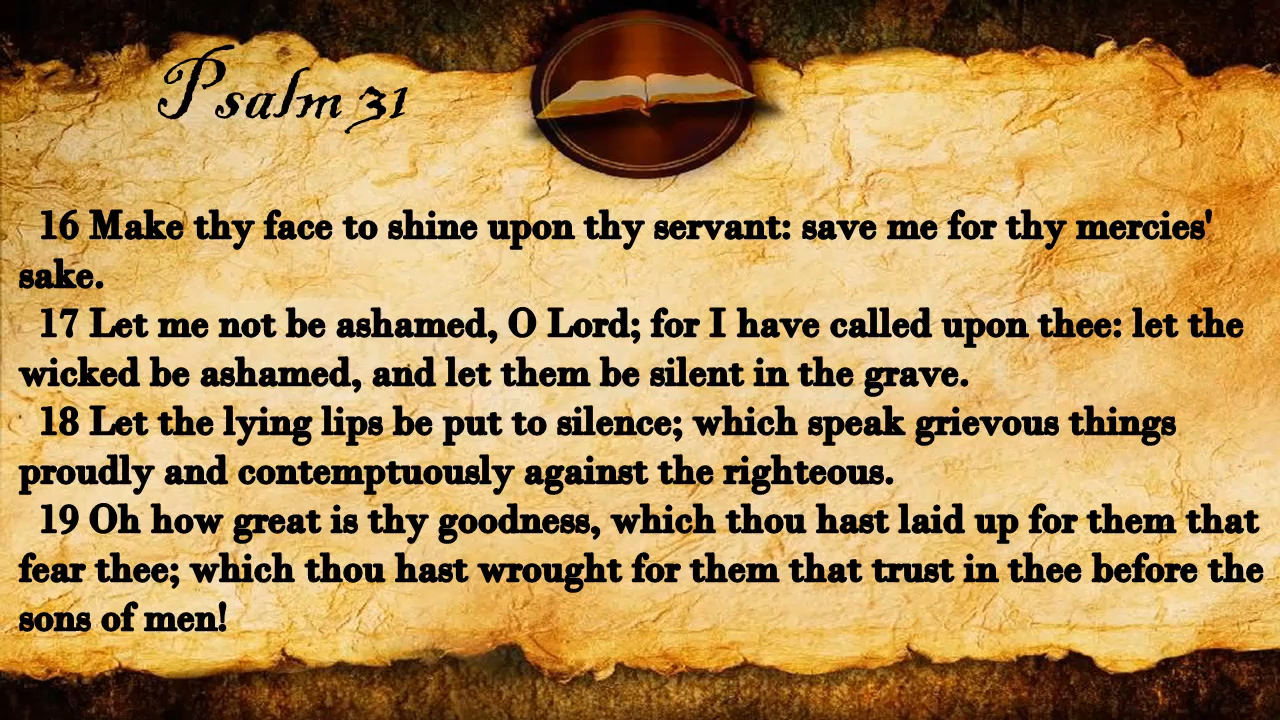 Psalm 31
16 Make thy face to shine upon thy servant: save me for thy mercies'
sake.
17 Let me not be ashamed, O Lord; for I have called upon thee: let the
wicked be ashamed, and let them be silent in the grave.
18 Let the lying lips be put to silence; which speak grievous things
proudly and contemptuously against the righteous.
19 Oh how great is thy goodness, which thou hast laid up for them that
fear thee; which thou hast wrought for them that trust in thee before the
sons of men!